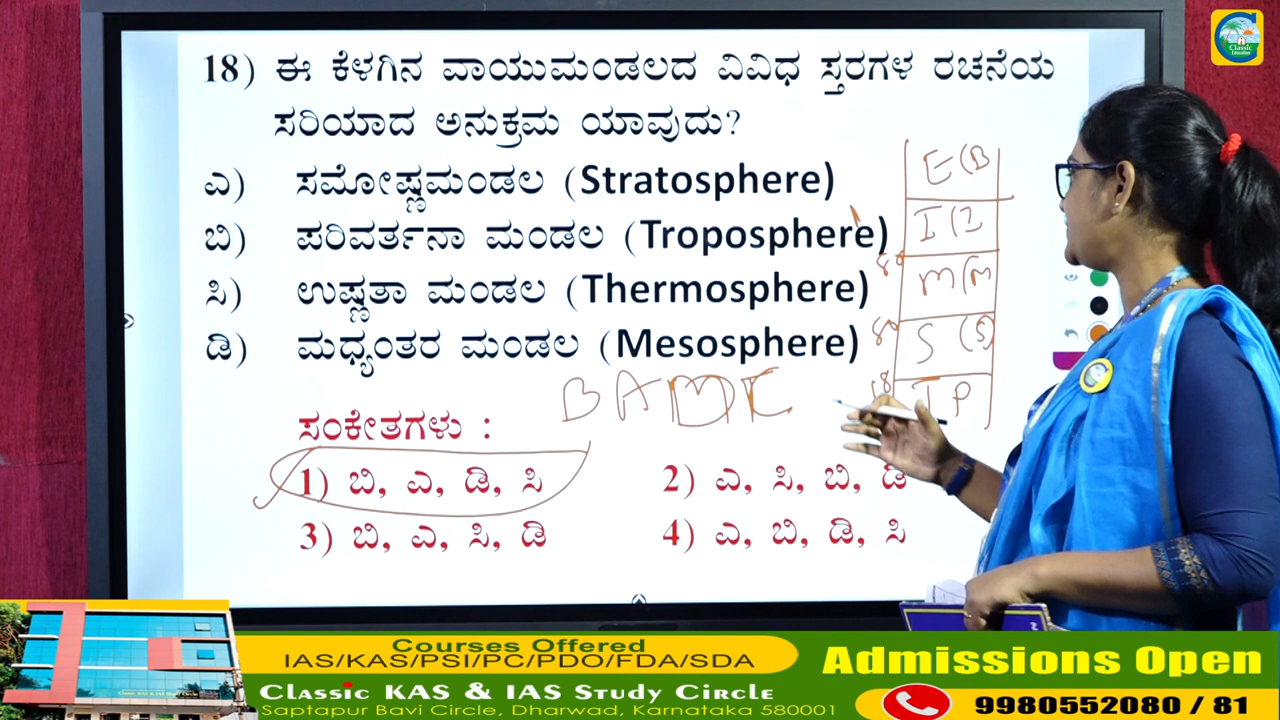 18) ಈ ಕೆಳಗಿನ ವಾಯುಮಂಡಲದ ವಿವಿಧ ಸ್ತರಗಳ ರಚನೆಯ
ಸರಿಯಾದ ಅನುಕ್ರಮ ಯಾವುದು?
ಎ) ಸಮೋಷ್ಣಮಂಡಲ (Stratosphere)
ಬಿ) ಪರಿವರ್ತನಾ ಮಂಡಲ (Troposphere)
ಸಿ) ಉಷ್ಣತಾ ಮಂಡಲ (Thermosphere)
ಡಿ) ಮಧ್ಯಂತರ ಮಂಡಲ (Mesosphere)
ಸಂಕೇತಗಳು :
1) ಬಿ, ಎ, ಡಿ, ಸಿ 2) ಎ, ಸಿ, ಬಿ, ಡಿ
3) ಬಿ, ಎ, ಸಿ, ಡಿ 4) ಎ, ಬಿ, ಡಿ, ಸಿ
Classic
Education
Courses Offered
IAS/KAS/PSI/PC/PDO/FDA/SDA
Classic KAS & IAS Study Circle
Saptapur Bavi Circle, Dharwad, Karnataka 580001
Admissions Open
9980552080 / 81